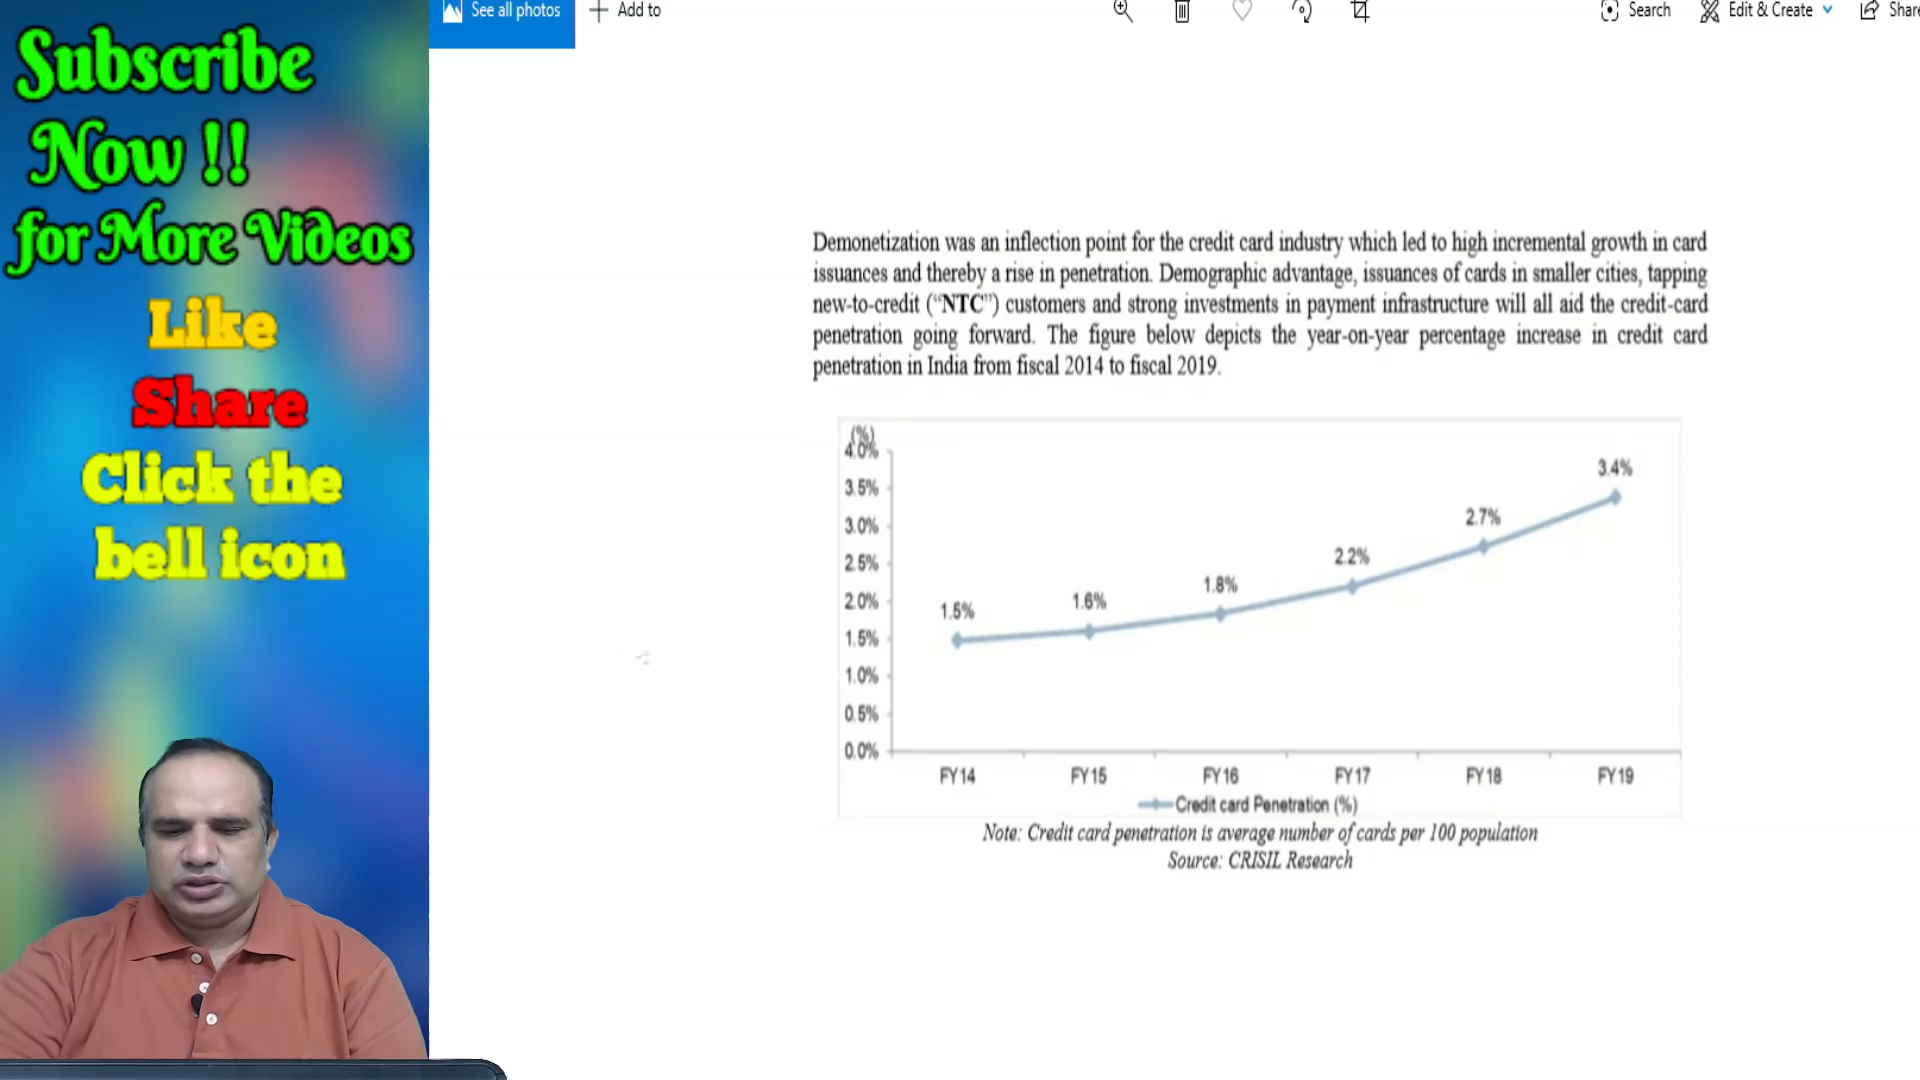 Subscribe
Now !!
for More Videos
Like
Share
Click the
bell icon
See all photos
Add to
Search
Edit & Create
Share
Demonetization was an inflection point for the credit card industry which led to high incremental growth in card
issuances and thereby a rise in penetration. Demographic advantage, issuances of cards in smaller cities, tapping
new-to-credit (“NTC”) customers and strong investments in payment infrastructure will all aid the credit-card
penetration going forward. The figure below depicts the year-on-year percentage increase in credit card
penetration in India from fiscal 2014 to fiscal 2019.
(%)
4.0%
3.5%
3.0%
2.5%
2.0%
1.5%
1.0%
0.5%
0.0%
1.5%
1.6%
1.8%
2.2%
2.7%
3.4%
FY14 FY15 FY16 FY17 FY18 FY19
Credit card Penetration (%)
Note: Credit card penetration is average number of cards per 100 population
Source: CRISIL Research